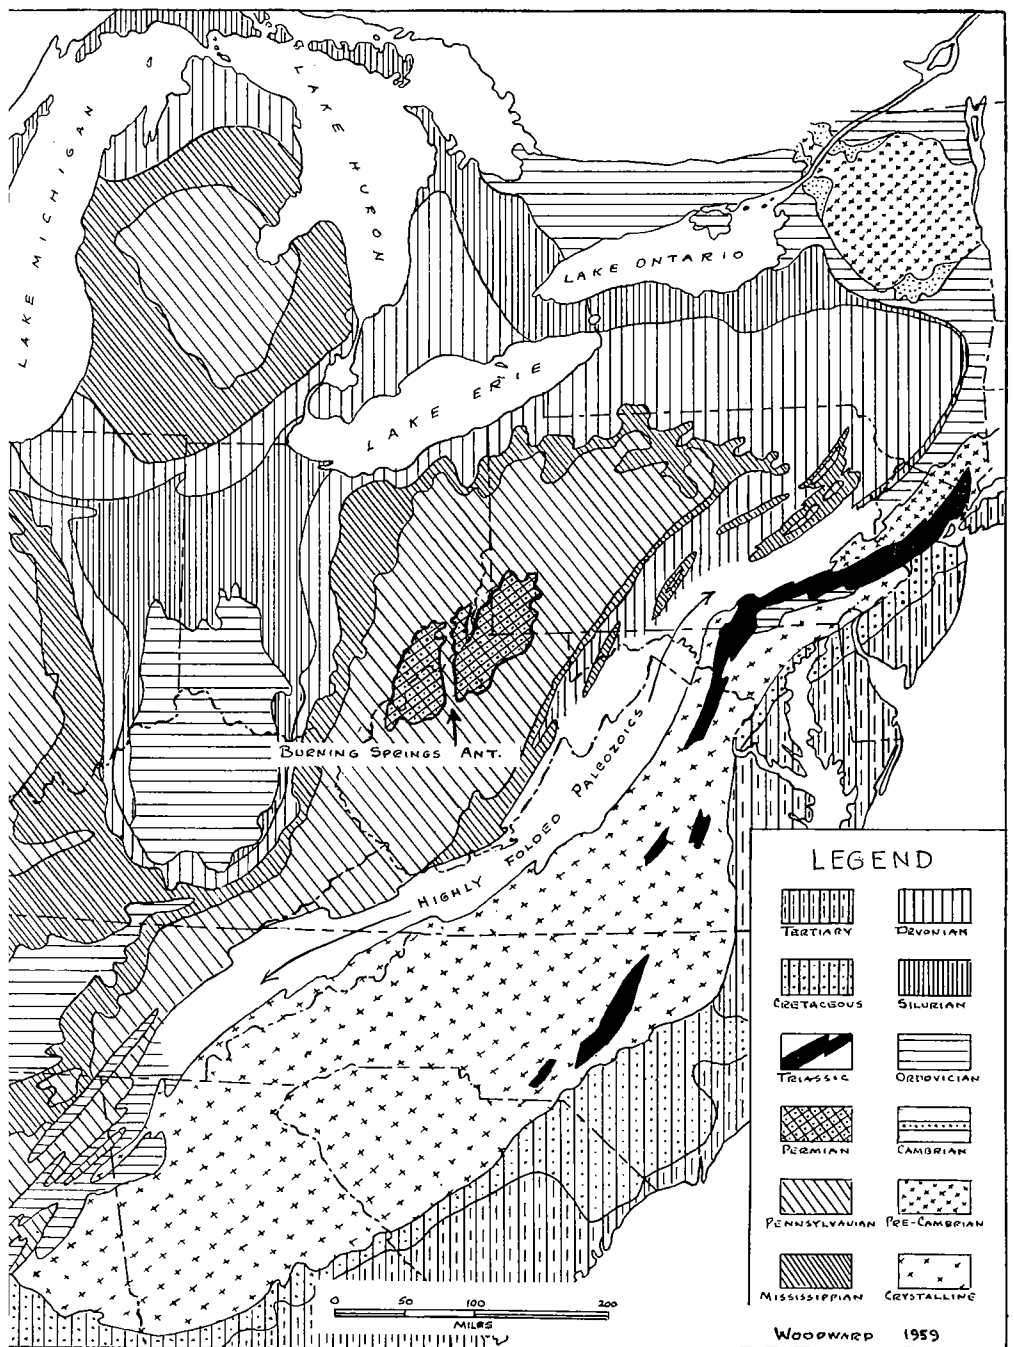 LAKE MICHIGAN
LAKE HURON
LAKE ONTARIO
LAKE ERIE
BURNING SPRINGS ANT.
HIGHLY FOLDED PALEOZOICS
LEGEND
TERTIARY DEVONIAN
CRETACEOUS SILURIAN
TRIASSIC ORDOVICIAN
PERMIAN CAMBRIAN
PENNSYLVANIAN PRE-CAMBRIAN
MISSISSIPPIAN CRYSTALLINE
0 50 100 200
MILES
WOODWARD 1959